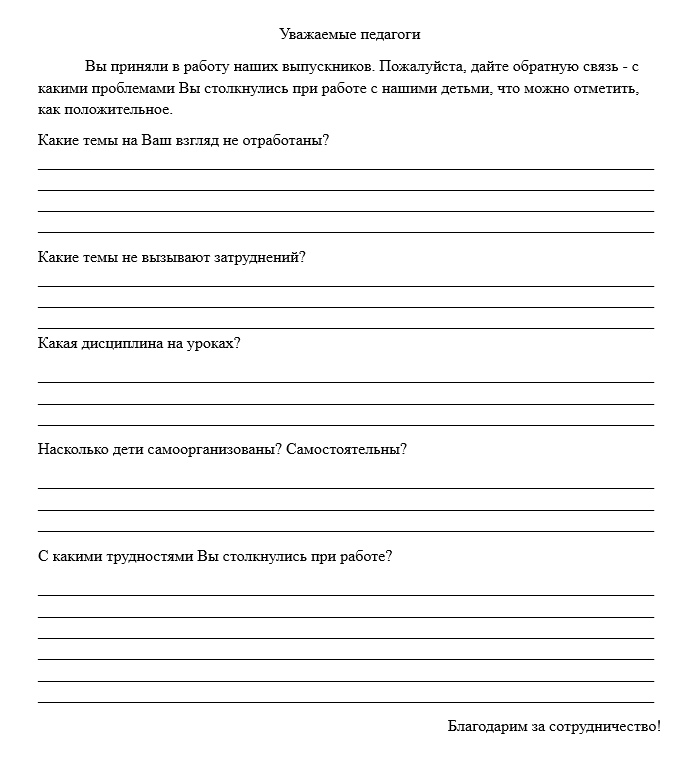 Уважаемые педагоги
Вы приняли в работу наших выпускников. Пожалуйста, дайте обратную связь - с
какими проблемами Вы столкнулись при работе с нашими детьми, что можно отметить,
как положительное.
Какие темы на Ваш взгляд не отработаны?
Какие темы не вызывают затруднений?
Какая дисциплина на уроках?
Насколько дети самоорганизованы? Самостоятельны?
С какими трудностями Вы столкнулись при работе?
Благодарим за сотрудничество!